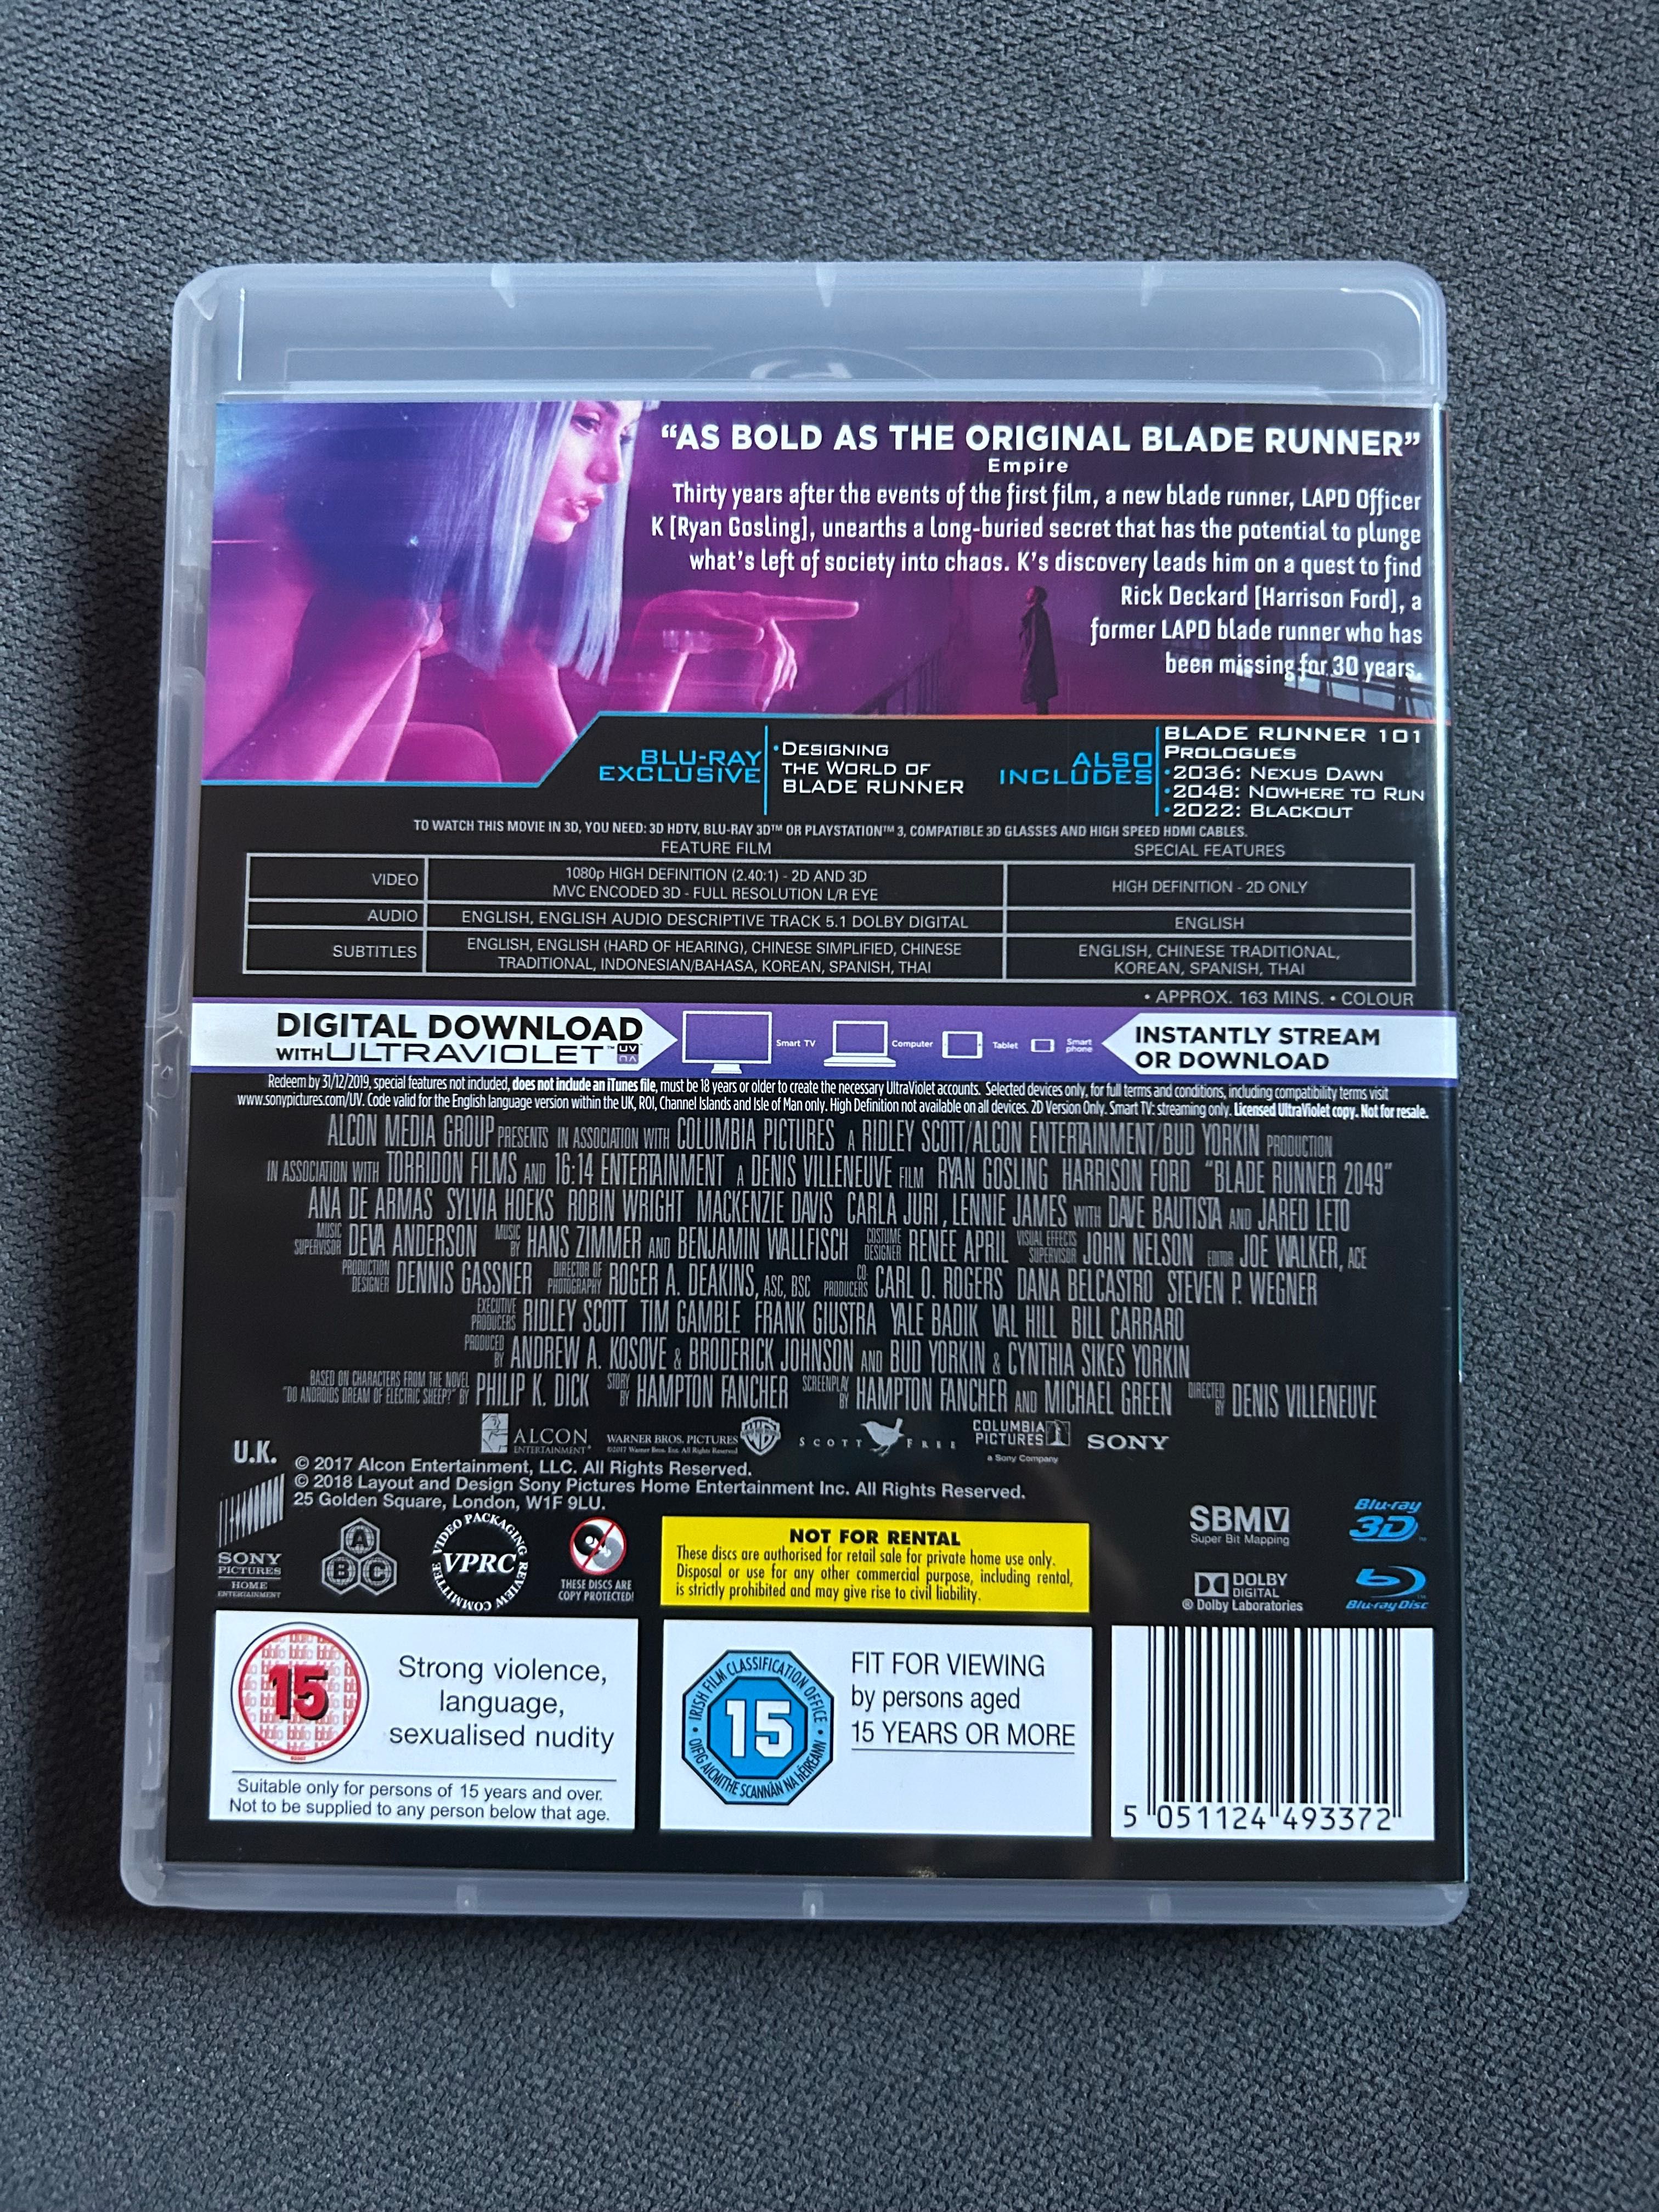 “AS BOLD AS THE ORIGINAL BLADE RUNNER”
Empire
Thirty years after the events of the first film, a new blade runner, LAPD Officer
K [Ryan Gosling], unearths a long-buried secret that has the potential to plunge
what's left of society into chaos. K's discovery leads him on a quest to find
Rick Deckard [Harrison Ford], a
former LAPD blade runner who has
been missing for 30 years.
BLU-RAY
EXCLUSIVE
•DESIGNING
THE WORLD OF
BLADE RUNNER
ALSO
INCLUDES
BLADE RUNNER 101
PROLOGUES
•2036: NEXUS DAWN
•2048: NOWHERE TO RUN
•2022: BLACKOUT
TO WATCH THIS MOVIE IN 3D, YOU NEED: 3D HDTV, BLU-RAY 3D™ OR PLAYSTATION™ 3, COMPATIBLE 3D GLASSES AND HIGH SPEED HDMI CABLES.
FEATURE FILM
SPECIAL FEATURES
VIDEO
1080p HIGH DEFINITION (2.40:1) - 2D AND 3D
MVC ENCODED 3D - FULL RESOLUTION L/R EYE
HIGH DEFINITION - 2D ONLY
AUDIO
ENGLISH, ENGLISH AUDIO DESCRIPTIVE TRACK 5.1 DOLBY DIGITAL
ENGLISH
SUBTITLES
ENGLISH, ENGLISH (HARD OF HEARING), CHINESE SIMPLIFIED, CHINESE
TRADITIONAL, INDONESIAN/BAHASA, KOREAN, SPANISH, THAI
ENGLISH, CHINESE TRADITIONAL,
KOREAN, SPANISH, THAI
• APPROX. 163 MINS. • COLOUR
DIGITAL DOWNLOAD
WITH ULTRAVIOLET™ UV
Smart TV
Computer
Tablet
Smart
phone
INSTANTLY STREAM
OR DOWNLOAD
Redeem by 31/12/2019, special features not included, does not include an iTunes file, must be 18 years or older to create the necessary UltraViolet accounts. Selected devices only, for full terms and conditions, including compatibility terms visit
www.sonypictures.com/UV. Code valid for the English language version within the UK, ROI, Channel Islands and Isle of Man only. High Definition not available on all devices. 2D Version Only. Smart TV: streaming only. Licensed UltraViolet copy. Not for resale.
ALCON MEDIA GROUP PRESENTS IN ASSOCIATION WITH COLUMBIA PICTURES A RIDLEY SCOTT/ALCON ENTERTAINMENT/BUD YORKIN PRODUCTION
IN ASSOCIATION WITH TORRIDON FILMS AND 16:14 ENTERTAINMENT A DENIS VILLENEUVE FILM RYAN GOSLING HARRISON FORD “BLADE RUNNER 2049”
ANA DE ARMAS SYLVIA HOEKS ROBIN WRIGHT MACKENZIE DAVIS CARLA JURI, LENNIE JAMES WITH DAVE BAUTISTA AND JARED LETO
MUSIC SUPERVISOR DEVA ANDERSON MUSIC BY HANS ZIMMER AND BENJAMIN WALLFISCH COSTUME DESIGNER RENEE APRIL VISUAL EFFECTS SUPERVISOR JOHN NELSON EDITOR JOE WALKER, ACE
PRODUCTION DESIGNER DENNIS GASSNER DIRECTOR OF PHOTOGRAPHY ROGER A. DEAKINS, ASC, BSC CO-PRODUCERS CARL O. ROGERS DANA BELCASTRO STEVEN P. WEGNER
EXECUTIVE PRODUCERS RIDLEY SCOTT TIM GAMBLE FRANK GIUSTRA YALE BADIK VAL HILL BILL CARRARO
PRODUCED BY ANDREW A. KOSOVE & BRODERICK JOHNSON AND BUD YORKIN & CYNTHIA SIKES YORKIN
BASED ON CHARACTERS FROM THE NOVEL “DO ANDROIDS DREAM OF ELECTRIC SHEEP?” BY PHILIP K. DICK STORY BY HAMPTON FANCHER SCREENPLAY BY HAMPTON FANCHER AND MICHAEL GREEN DIRECTED BY DENIS VILLENEUVE
ALCON
ENTERTAINMENT
WARNER BROS. PICTURES
©2017 Warner Bros. Ent. All Rights Reserved
WB
SCOTT FREE
COLUMBIA
PICTURES
a Sony Company
SONY
U.K.
© 2017 Alcon Entertainment, LLC. All Rights Reserved.
© 2018 Layout and Design Sony Pictures Home Entertainment Inc. All Rights Reserved.
25 Golden Square, London, W1F 9LU.
SONY
PICTURES
HOME
ENTERTAINMENT
A
B C
VIDEO PACKAGING REVIEW COMMITTEE
VPRC
THESE DISCS ARE
COPY PROTECTED!
NOT FOR RENTAL
These discs are authorised for retail sale for private home use only.
Disposal or use for any other commercial purpose, including rental,
is strictly prohibited and may give rise to civil liability.
SBMV
Super Bit Mapping
Blu-ray
3D
DOLBY
DIGITAL
® Dolby Laboratories
Blu-ray Disc
15
Strong violence,
language,
sexualised nudity
Suitable only for persons of 15 years and over.
Not to be supplied to any person below that age.
IRISH FILM CLASSIFICATION OFFICE
15
OIFIG AICMITHE SCANNÁN NA hÉIREANN
FIT FOR VIEWING
by persons aged
15 YEARS OR MORE
5 051124 493372